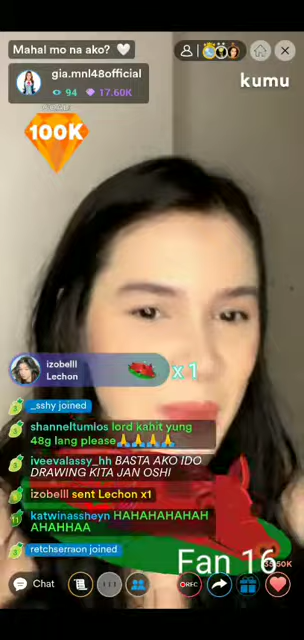 Mahal mo na ako? 🤍
gia.mnl48official
94 17.60K
kumu
100K
izobelll
Lechon
x 1
_sshy joined
shanneltumlos lord kahit yung
48g lang please🙏🙏🙏🙏
iveevalassy_hh BASTA AKO IDO
DRAWING KITA JAN OSHI
izobelll sent Lechon x1
katwinassheyn HAHAHAHAHAH
AHAHHAA
retchserraon joined
Fan 16
Chat